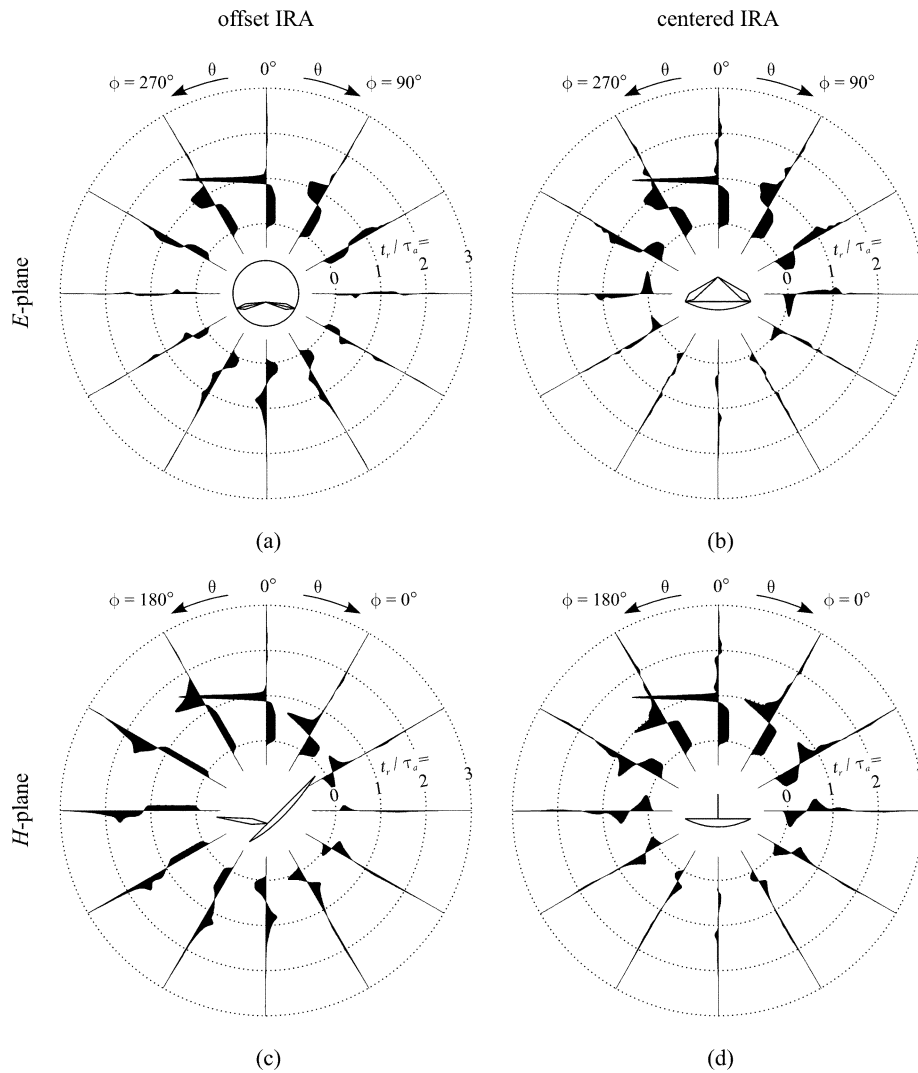 offset IRA
centered IRA
E-plane
ϕ = 270° θ 0° θ ϕ = 90°
t_r / τ_a =
0 1 2 3
(a)
ϕ = 270° θ 0° θ ϕ = 90°
t_r / τ_a =
0 1 2
(b)
H-plane
ϕ = 180° θ 0° θ ϕ = 0°
t_r / τ_a =
0 1 2 3
(c)
ϕ = 180° θ 0° θ ϕ = 0°
t_r / τ_a =
0 1 2
(d)